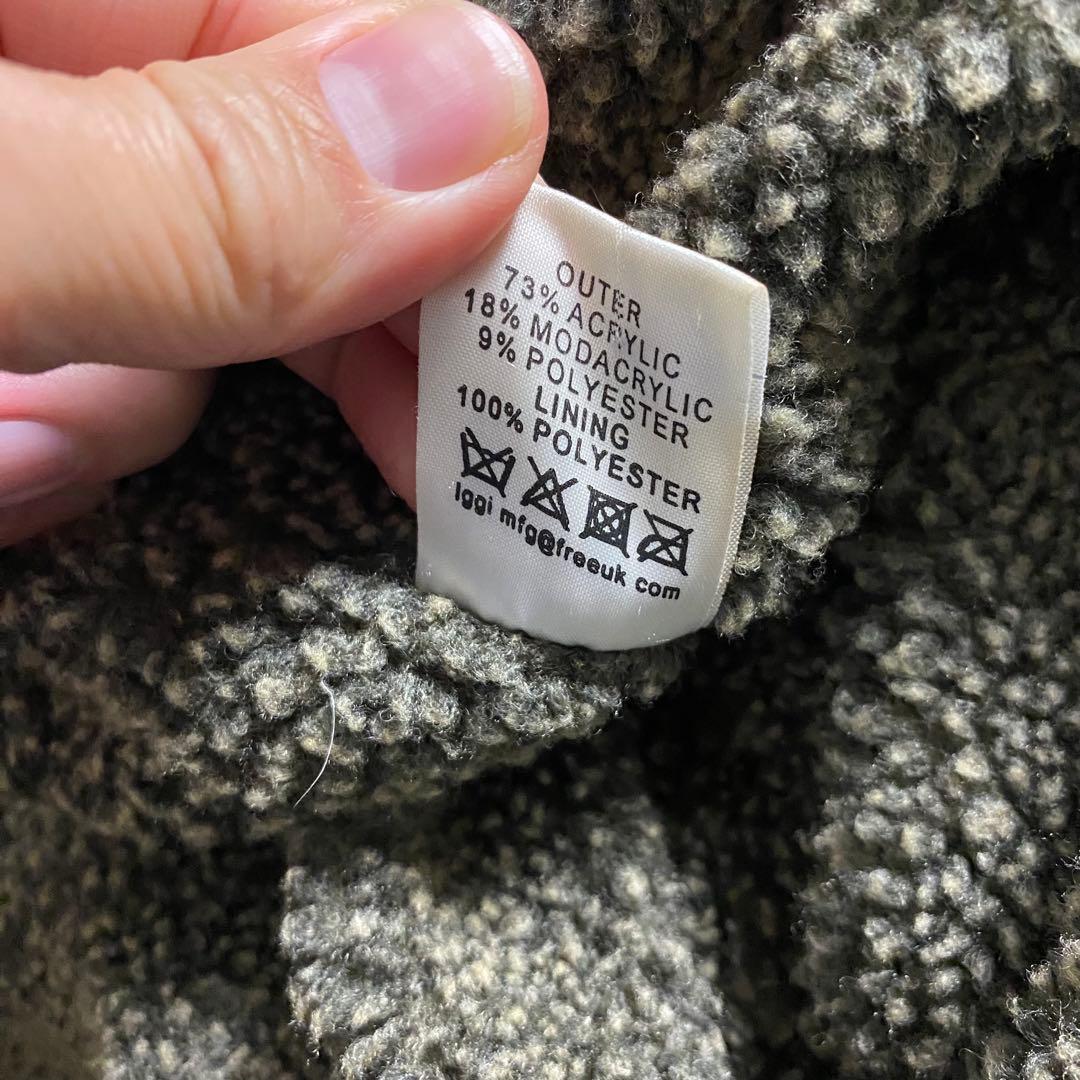 OUTER
73% ACRYLIC
18% MODACRYLIC
9% POLYESTER
LINING
100% POLYESTER
Iggi mfg@freeuk com